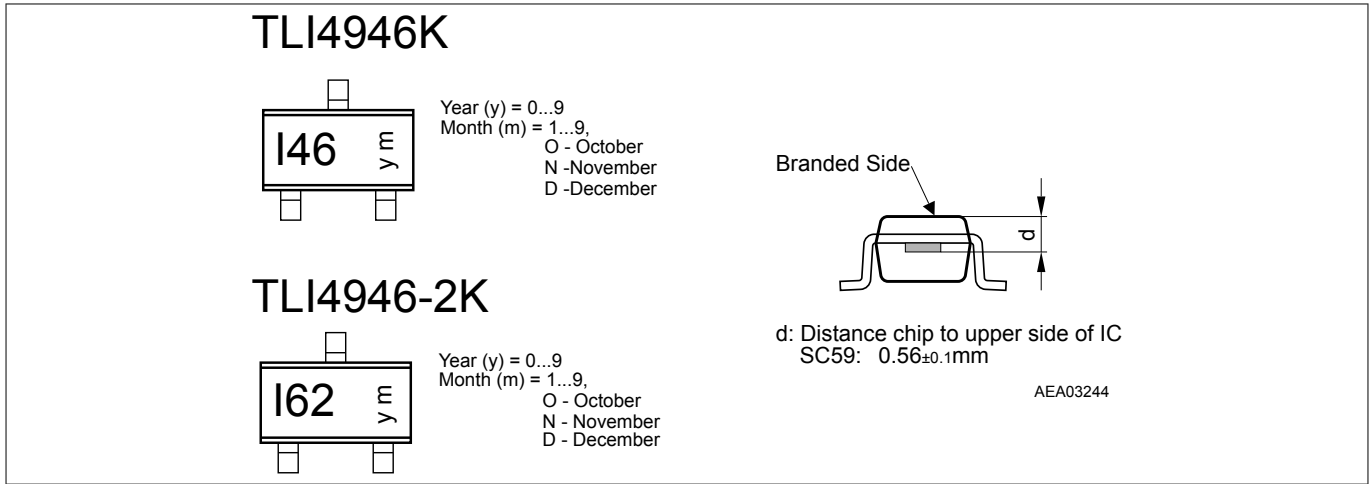 TLI4946K
I46
y m
Year (y) = 0...9
Month (m) = 1...9,
O - October
N -November
D -December
TLI4946-2K
I62
y m
Year (y) = 0...9
Month (m) = 1...9,
O - October
N - November
D - December
Branded Side
d
d: Distance chip to upper side of IC
SC59: 0.56±0.1mm
AEA03244